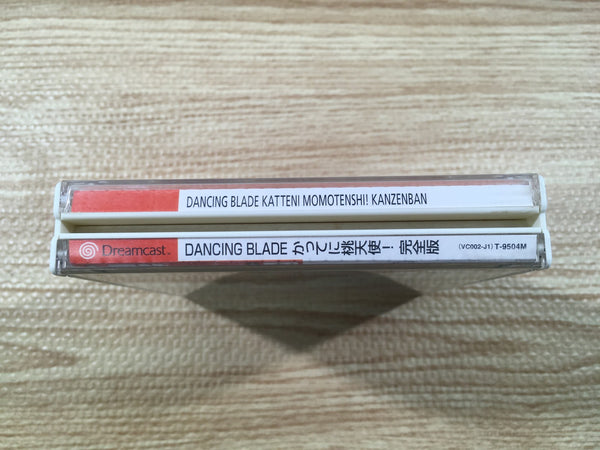 DANCING BLADE KATTENI MOMOTENSHI! KANZENBAN
Dreamcast. DANCING BLADE かってに桃天使！完全版 (VC002-J1) T-9504M